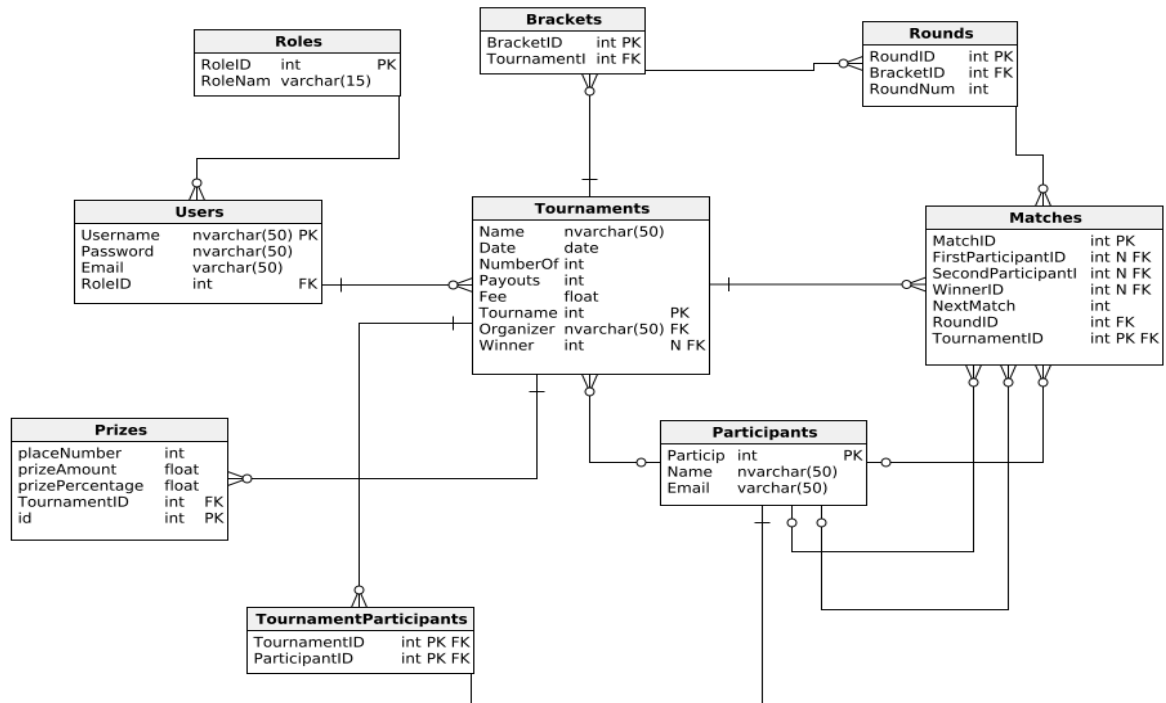 Brackets
BracketID int PK
TournamentI int FK
Rounds
RoundID int PK
BracketID int FK
RoundNum int
Roles
RoleID int PK
RoleNam varchar(15)
Users
Username nvarchar(50) PK
Password nvarchar(50)
Email varchar(50)
RoleID int FK
Tournaments
Name nvarchar(50)
Date date
NumberOf int
Payouts int
Fee float
Tourname int PK
Organizer nvarchar(50) FK
Winner int N FK
Matches
MatchID int PK
FirstParticipantID int N FK
SecondParticipantI int N FK
WinnerID int N FK
NextMatch int
RoundID int FK
TournamentID int PK FK
Prizes
placeNumber int
prizeAmount float
prizePercentage float
TournamentID int FK
id int PK
Participants
Particip int PK
Name nvarchar(50)
Email varchar(50)
TournamentParticipants
TournamentID int PK FK
ParticipantID int PK FK